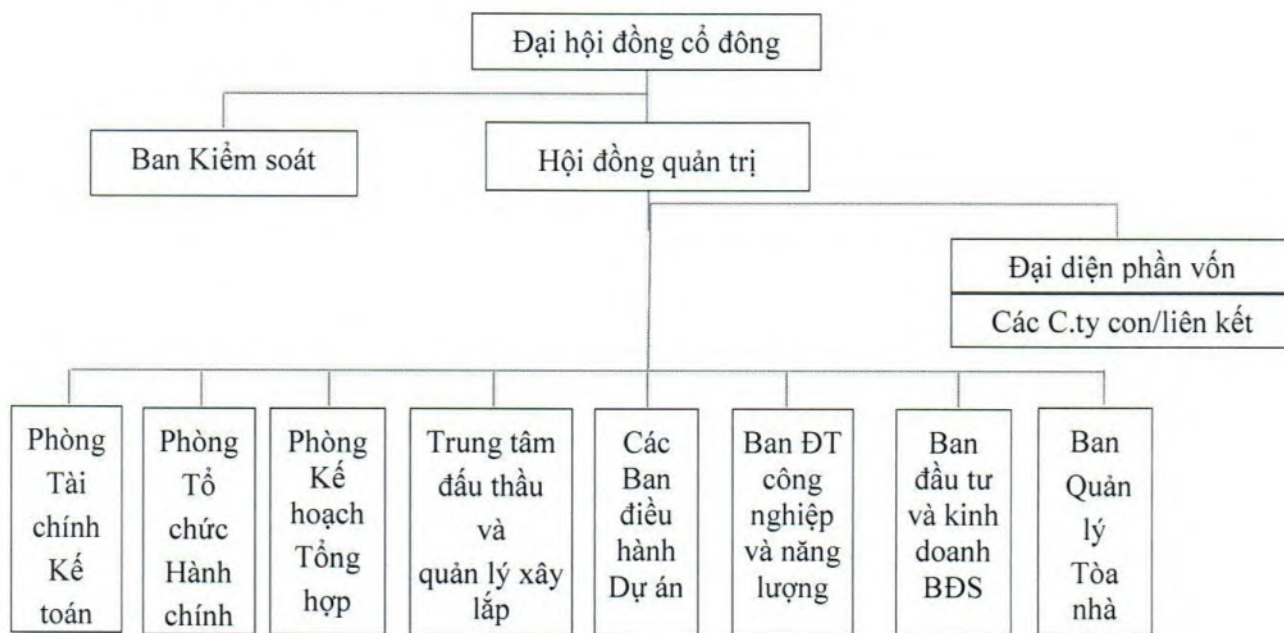 Đại hội đồng cổ đông
Ban Kiểm soát
Hội đồng quản trị
Đại diện phần vốn
Các C.ty con/liên kết
Phòng
Tài
chính
Kế
toán
Phòng
Tổ
chức
Hành
chính
Phòng
Kế
hoạch
Tổng
hợp
Trung tâm
đấu thầu
và
quản lý xây
lắp
Các
Ban
điều
hành
Dự án
Ban ĐT
công
nghiệp
và năng
lượng
Ban
đầu tư
và kinh
doanh
BĐS
Ban
Quản
lý
Tòa
nhà